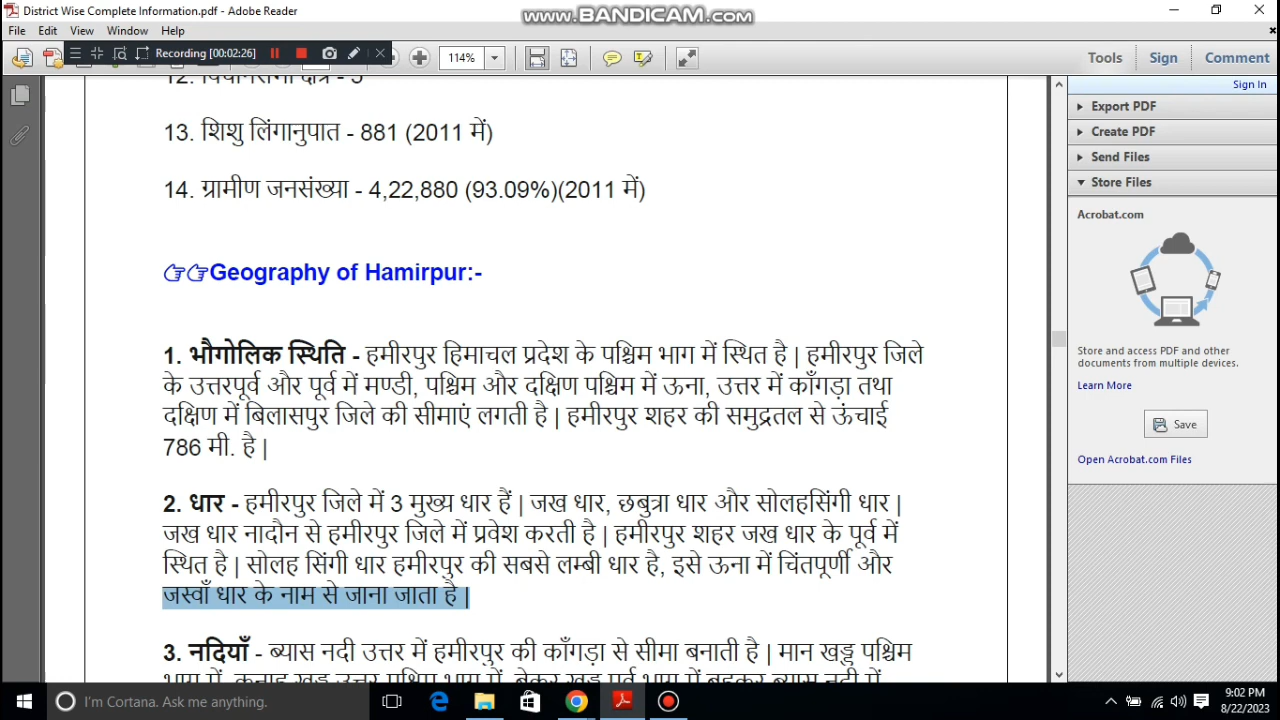 District Wise Complete Information.pdf - Adobe Reader
www.BANDICAM.com
File Edit View Window Help
Recording [00:02:26]
114%
Tools Sign Comment
Sign In
Export PDF
Create PDF
Send Files
Store Files
Acrobat.com
Store and access PDF and other
documents from multiple devices.
Learn More
Save
Open Acrobat.com Files
13. शिशु लिंगानुपात - 881 (2011 में)
14. ग्रामीण जनसंख्या - 4,22,880 (93.09%)(2011 में)
👉👉Geography of Hamirpur:-
1. भौगोलिक स्थिति - हमीरपुर हिमाचल प्रदेश के पश्चिम भाग में स्थित है | हमीरपुर जिले
के उत्तरपूर्व और पूर्व में मण्डी, पश्चिम और दक्षिण पश्चिम में ऊना, उत्तर में काँगड़ा तथा
दक्षिण में बिलासपुर जिले की सीमाएं लगती है | हमीरपुर शहर की समुद्रतल से ऊंचाई
786 मी. है |
2. धार - हमीरपुर जिले में 3 मुख्य धार हैं | जख धार, छबुत्रा धार और सोलहसिंगी धार |
जख धार नादौन से हमीरपुर जिले में प्रवेश करती है | हमीरपुर शहर जख धार के पूर्व में
स्थित है | सोलह सिंगी धार हमीरपुर की सबसे लम्बी धार है, इसे ऊना में चिंतपूर्णी और
जस्वाँ धार के नाम से जाना जाता है |
3. नदियाँ - ब्यास नदी उत्तर में हमीरपुर की काँगड़ा से सीमा बनाती है | मान खड्ड पश्चिम
I'm Cortana. Ask me anything.
9:02 PM
8/22/2023